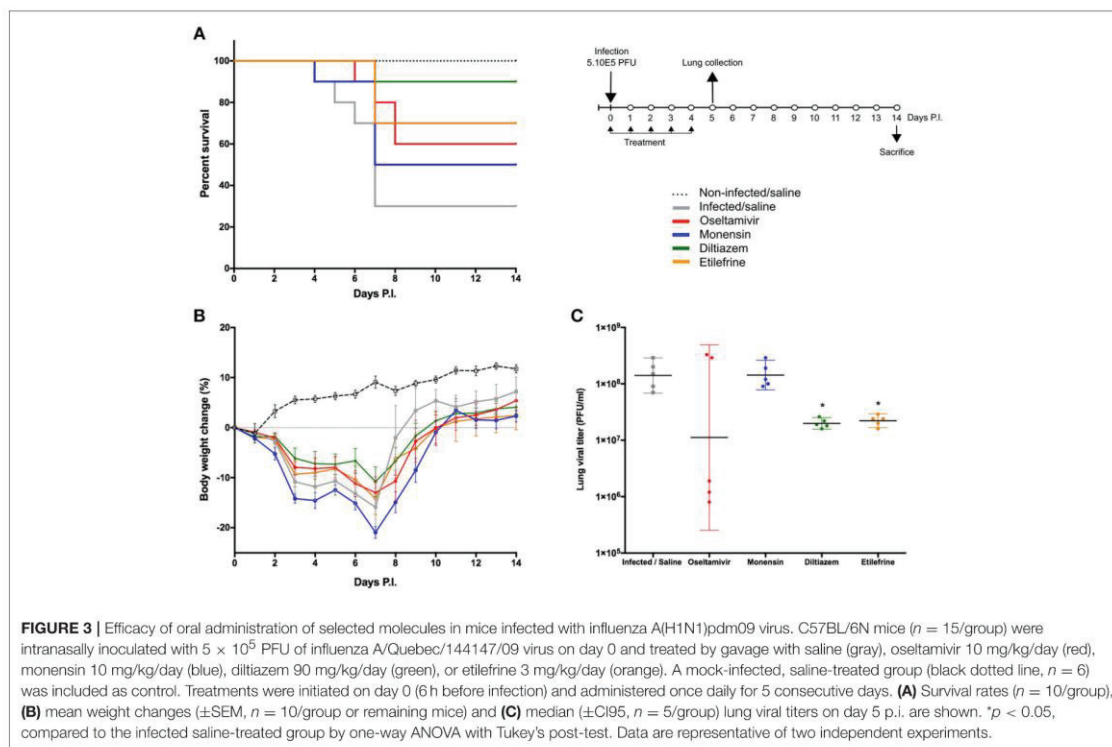 A
Percent survival
100
80
60
40
20
0
0 2 4 6 8 10 12 14
Days P.I.
Infection
5.10E5 PFU
Lung collection
0 1 2 3 4 5 6 7 8 9 10 11 12 13 14 Days P.I.
Treatment
Sacrifice
Non-infected/saline
Infected/saline
Oseltamivir
Monensin
Diltiazem
Etilefrine
B
Body weight change (%)
20
10
0
-10
-20
0 2 4 6 8 10 12 14
Days P.I.
C
Lung viral titer (PFU/ml)
1×10⁹
1×10⁸
1×10⁷
1×10⁶
1×10⁵
* *
Infected / Saline Oseltamivir Monensin Diltiazem Etilefrine
FIGURE 3 | Efficacy of oral administration of selected molecules in mice infected with influenza A(H1N1)pdm09 virus. C57BL/6N mice (n = 15/group) were
intranasally inoculated with 5 × 10⁵ PFU of influenza A/Quebec/144147/09 virus on day 0 and treated by gavage with saline (gray), oseltamivir 10 mg/kg/day (red),
monensin 10 mg/kg/day (blue), diltiazem 90 mg/kg/day (green), or etilefrine 3 mg/kg/day (orange). A mock-infected, saline-treated group (black dotted line, n = 6)
was included as control. Treatments were initiated on day 0 (6 h before infection) and administered once daily for 5 consecutive days. (A) Survival rates (n = 10/group),
(B) mean weight changes (±SEM, n = 10/group or remaining mice) and (C) median (±CI95, n = 5/group) lung viral titers on day 5 p.i. are shown. *p < 0.05,
compared to the infected saline-treated group by one-way ANOVA with Tukey's post-test. Data are representative of two independent experiments.